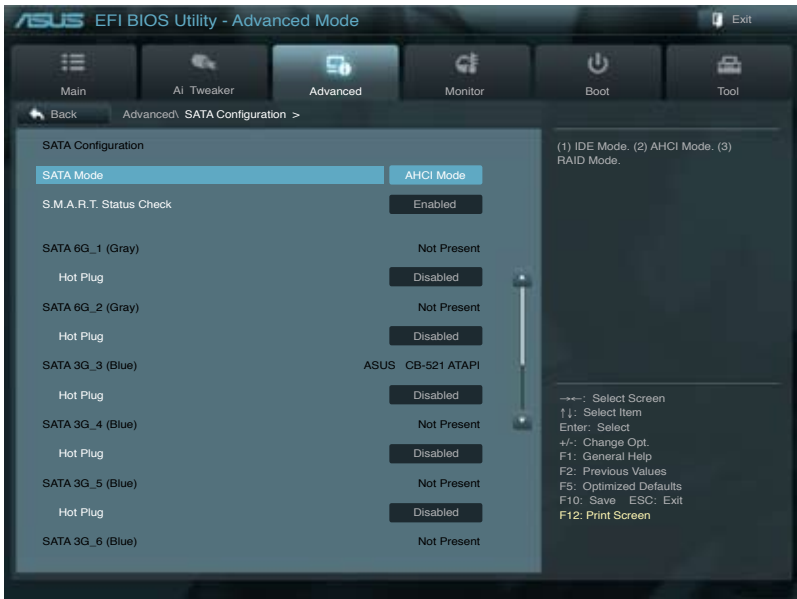 ASUS EFI BIOS Utility - Advanced Mode
Exit
Main
Ai Tweaker
Advanced
Monitor
Boot
Tool
Back
Advanced\ SATA Configuration >
SATA Configuration
SATA Mode AHCI Mode
S.M.A.R.T. Status Check Enabled
SATA 6G_1 (Gray) Not Present
Hot Plug Disabled
SATA 6G_2 (Gray) Not Present
Hot Plug Disabled
SATA 3G_3 (Blue) ASUS CB-521 ATAPI
Hot Plug Disabled
SATA 3G_4 (Blue) Not Present
Hot Plug Disabled
SATA 3G_5 (Blue) Not Present
Hot Plug Disabled
SATA 3G_6 (Blue) Not Present
(1) IDE Mode. (2) AHCI Mode. (3)
RAID Mode.
→←: Select Screen
↑↓: Select Item
Enter: Select
+/-: Change Opt.
F1: General Help
F2: Previous Values
F5: Optimized Defaults
F10: Save ESC: Exit
F12: Print Screen